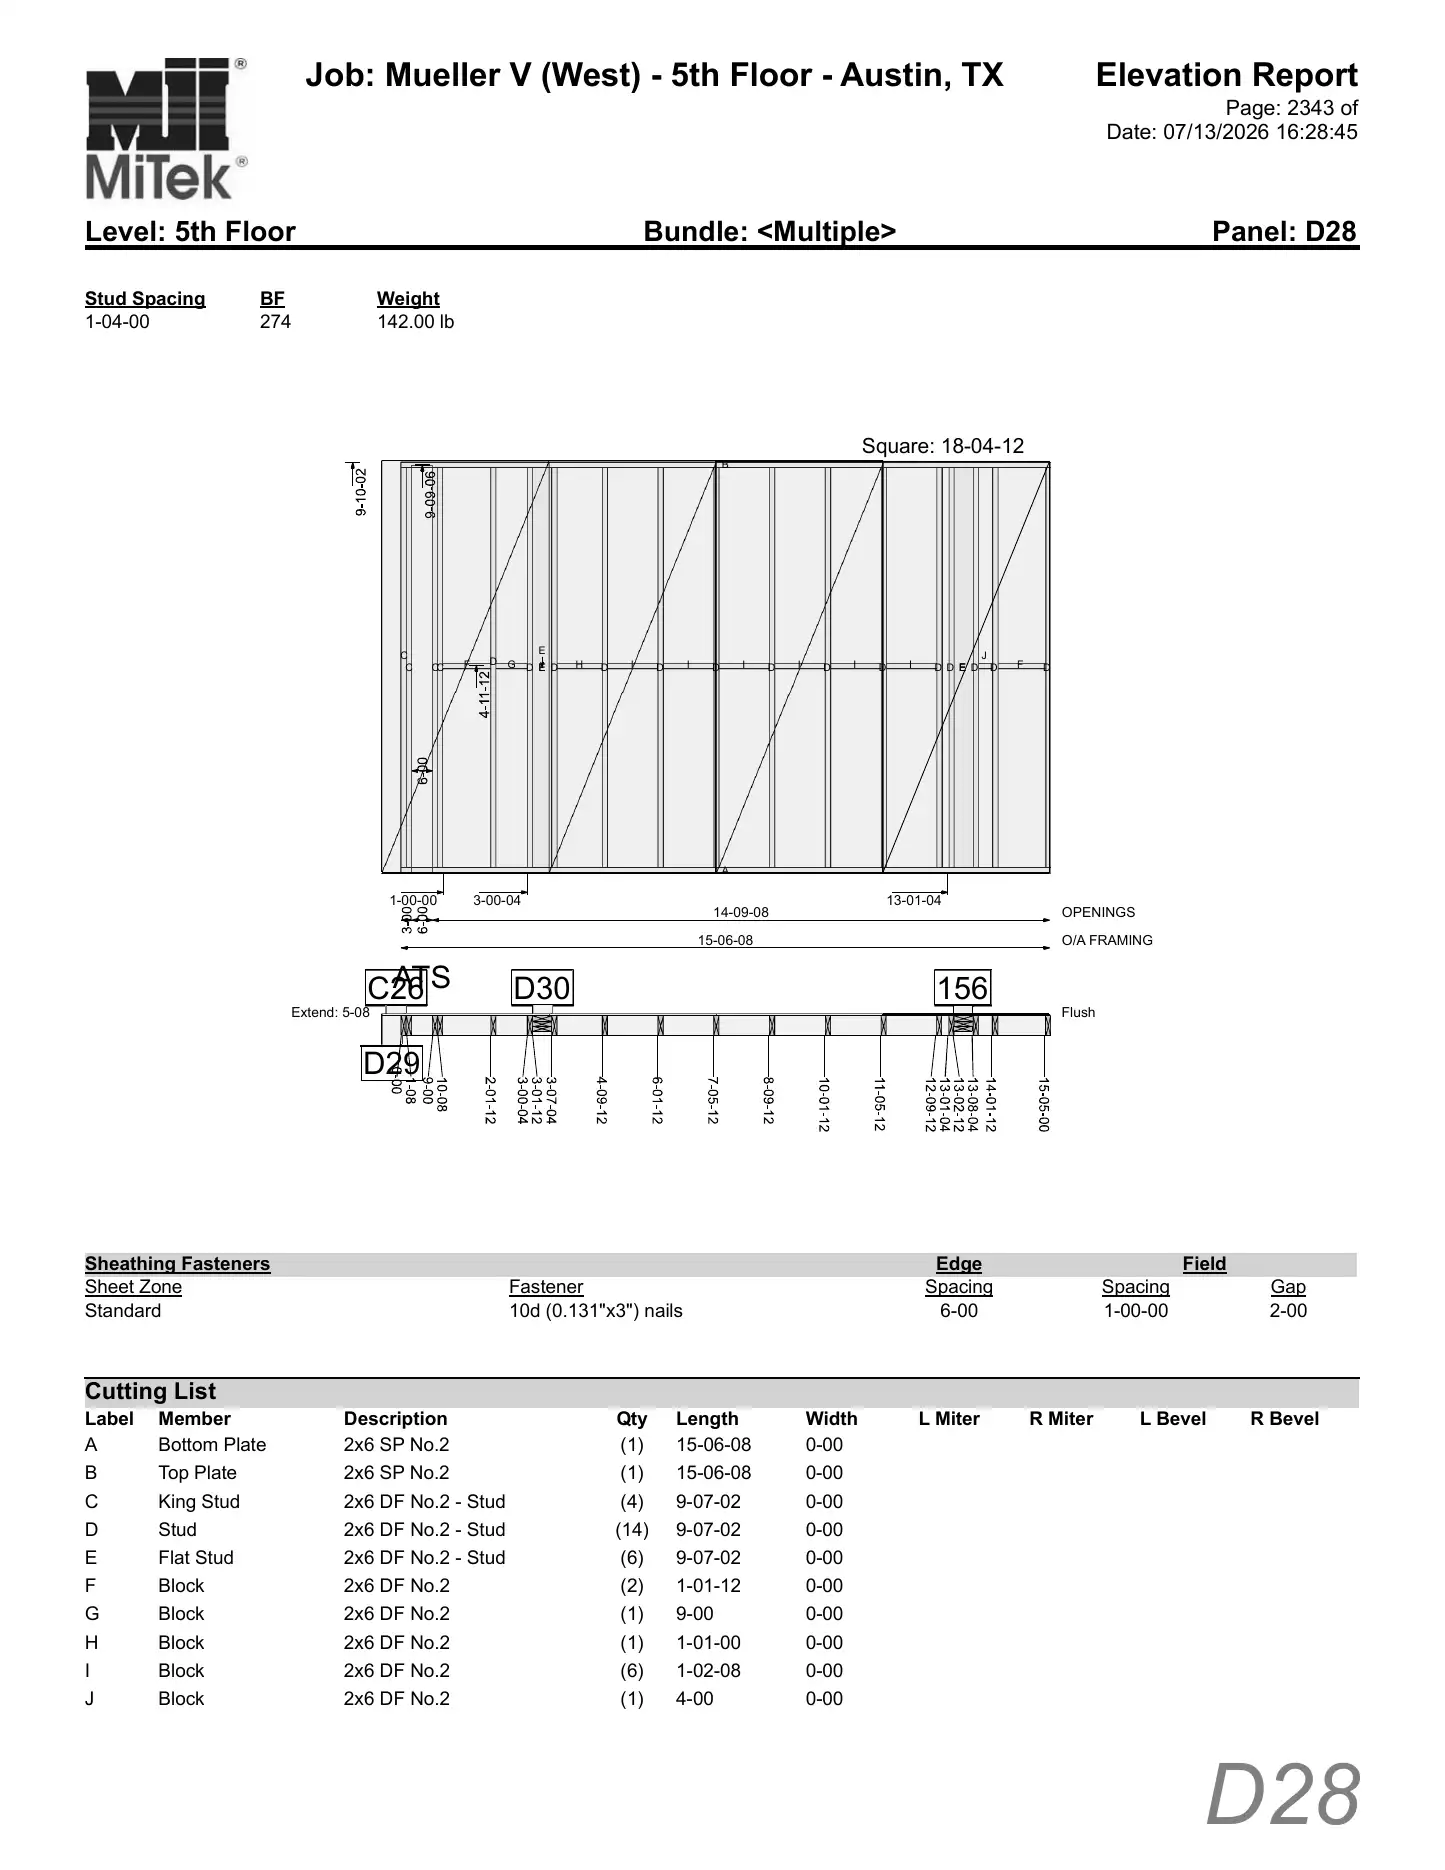 Job: Mueller V (West) - 5th Floor - Austin, TX
Elevation Report
Page: 2343 of
Date: 07/13/2026 16:28:45
MiTek®
Level: 5th Floor Bundle: <Multiple> Panel: D28
Stud Spacing BF Weight
1-04-00 274 142.00 lb
Square: 18-04-12
9-10-02
9-09-06
B
C C C C F D G D E E D H D I D I D I D I D I D I D D E D J D F D
4-11-12
6-00
A
1-00-00 3-00-04 13-01-04
3-00 6-00 14-09-08 OPENINGS
15-06-08 O/A FRAMING
ATS
C26 D30 156
Extend: 5-08 Flush
D29
0-00 1-08 9-00 10-08 2-01-12 3-00-04 3-01-12 3-07-04 4-09-12 6-01-12 7-05-12 8-09-12 10-01-12 11-05-12 12-09-12 13-01-04 13-02-12 13-08-04 14-01-12 15-05-00
Sheathing Fasteners Edge Field
Sheet Zone Fastener Spacing Spacing Gap
Standard 10d (0.131"x3") nails 6-00 1-00-00 2-00
Cutting List
Label Member Description Qty Length Width L Miter R Miter L Bevel R Bevel
A Bottom Plate 2x6 SP No.2 (1) 15-06-08 0-00
B Top Plate 2x6 SP No.2 (1) 15-06-08 0-00
C King Stud 2x6 DF No.2 - Stud (4) 9-07-02 0-00
D Stud 2x6 DF No.2 - Stud (14) 9-07-02 0-00
E Flat Stud 2x6 DF No.2 - Stud (6) 9-07-02 0-00
F Block 2x6 DF No.2 (2) 1-01-12 0-00
G Block 2x6 DF No.2 (1) 9-00 0-00
H Block 2x6 DF No.2 (1) 1-01-00 0-00
I Block 2x6 DF No.2 (6) 1-02-08 0-00
J Block 2x6 DF No.2 (1) 4-00 0-00
D28